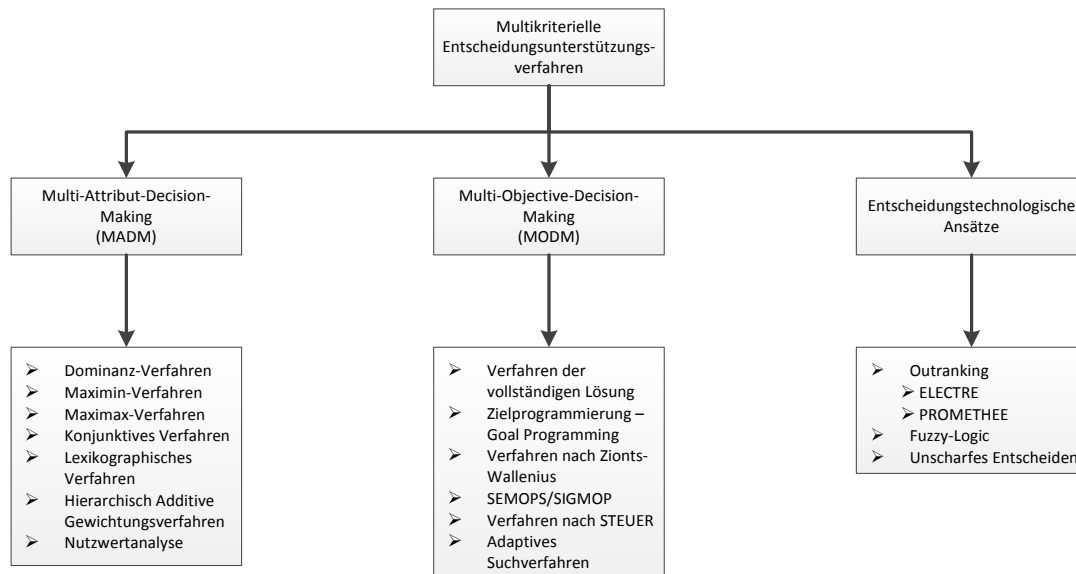 Multikriterielle
Entscheidungsunterstützungs-
verfahren
Multi-Attribut-Decision-
Making
(MADM)
Multi-Objective-Decision-
Making
(MODM)
Entscheidungstechnologische
Ansätze
➢ Dominanz-Verfahren
➢ Maximin-Verfahren
➢ Maximax-Verfahren
➢ Konjunktives Verfahren
➢ Lexikographisches
Verfahren
➢ Hierarchisch Additive
Gewichtungsverfahren
➢ Nutzwertanalyse
➢ Verfahren der
vollständigen Lösung
➢ Zielprogrammierung –
Goal Programming
➢ Verfahren nach Zionts-
Wallenius
➢ SEMOPS/SIGMOP
➢ Verfahren nach STEUER
➢ Adaptives
Suchverfahren
➢ Outranking
➢ ELECTRE
➢ PROMETHEE
➢ Fuzzy-Logic
➢ Unscharfes Entscheiden